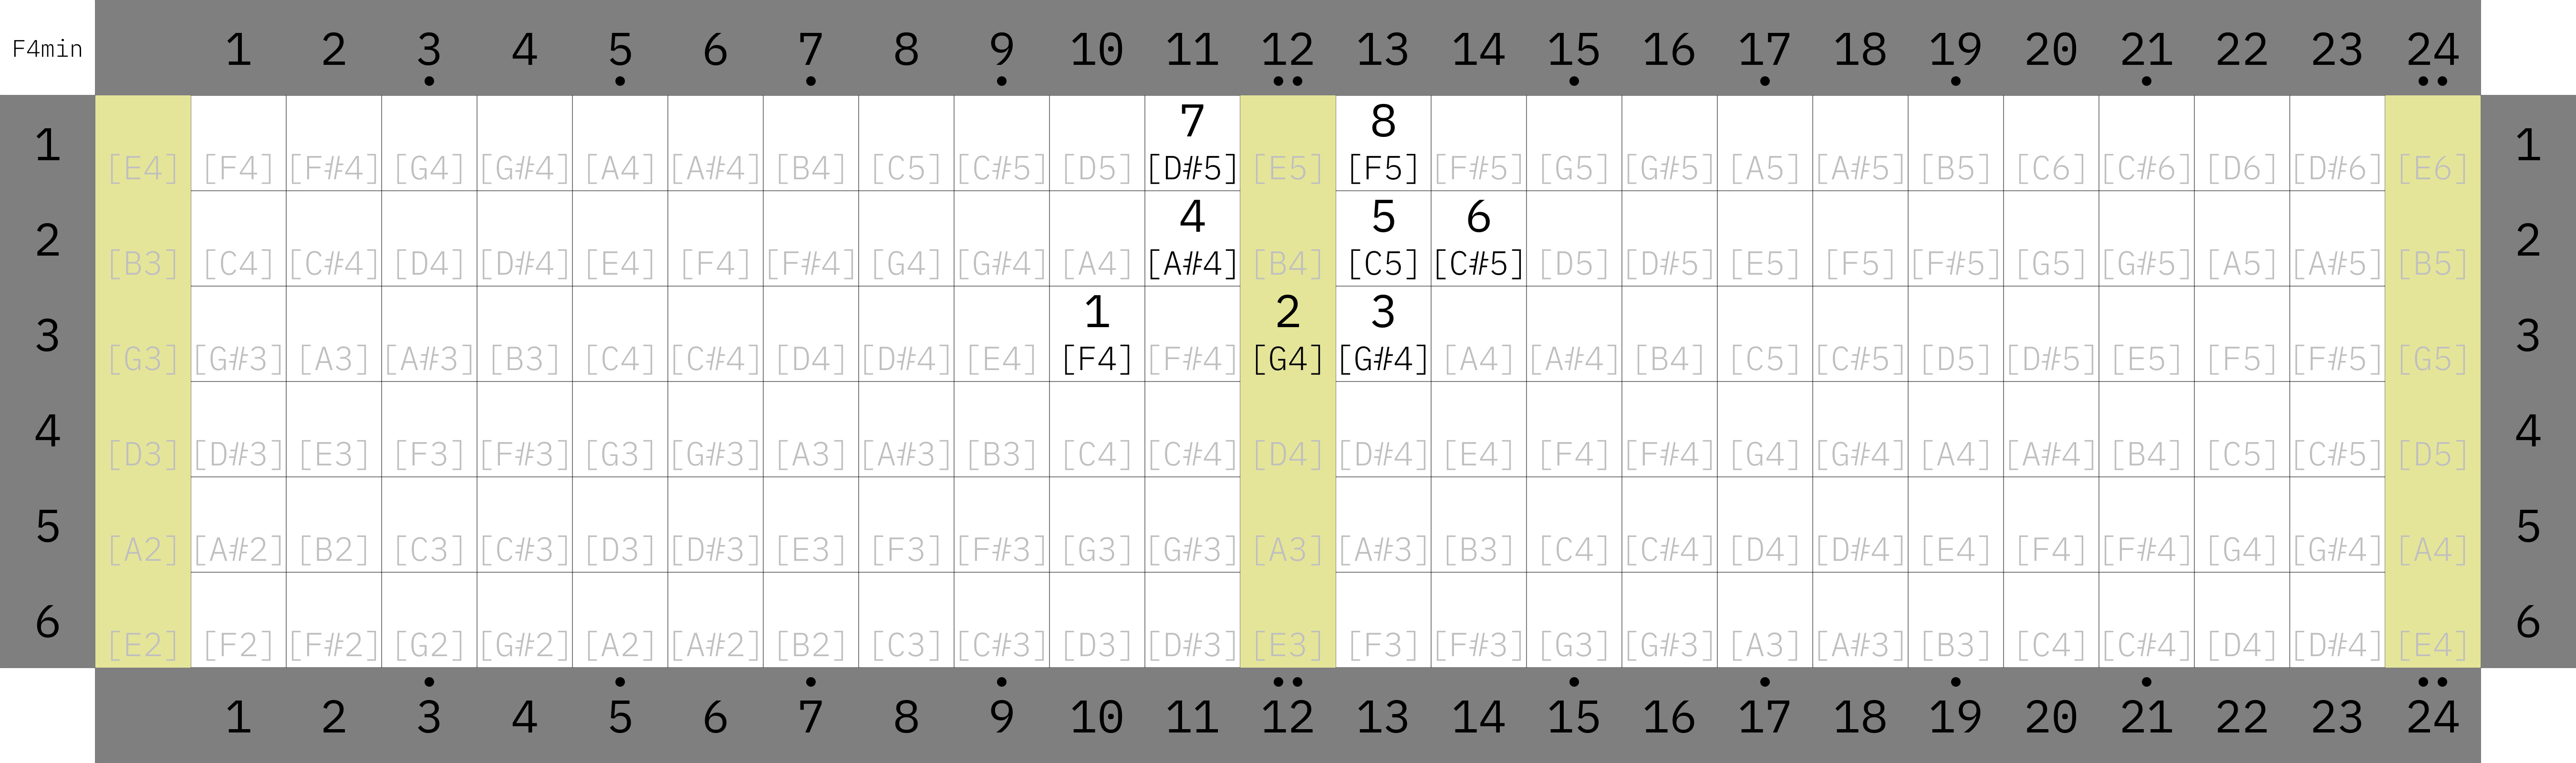 F4min 1 2 3 4 5 6 7 8 9 10 11 12 13 14 15 16 17 18 19 20 21 22 23 24
7 8
1 [E4] [F4] [F#4] [G4] [G#4] [A4] [A#4] [B4] [C5] [C#5] [D5] [D#5] [E5] [F5] [F#5] [G5] [G#5] [A5] [A#5] [B5] [C6] [C#6] [D6] [D#6] [E6] 1
4 5 6
2 [B3] [C4] [C#4] [D4] [D#4] [E4] [F4] [F#4] [G4] [G#4] [A4] [A#4] [B4] [C5] [C#5] [D5] [D#5] [E5] [F5] [F#5] [G5] [G#5] [A5] [A#5] [B5] 2
1 2 3
3 [G3] [G#3] [A3] [A#3] [B3] [C4] [C#4] [D4] [D#4] [E4] [F4] [F#4] [G4] [G#4] [A4] [A#4] [B4] [C5] [C#5] [D5] [D#5] [E5] [F5] [F#5] [G5] 3
4 [D3] [D#3] [E3] [F3] [F#3] [G3] [G#3] [A3] [A#3] [B3] [C4] [C#4] [D4] [D#4] [E4] [F4] [F#4] [G4] [G#4] [A4] [A#4] [B4] [C5] [C#5] [D5] 4
5 [A2] [A#2] [B2] [C3] [C#3] [D3] [D#3] [E3] [F3] [F#3] [G3] [G#3] [A3] [A#3] [B3] [C4] [C#4] [D4] [D#4] [E4] [F4] [F#4] [G4] [G#4] [A4] 5
6 [E2] [F2] [F#2] [G2] [G#2] [A2] [A#2] [B2] [C3] [C#3] [D3] [D#3] [E3] [F3] [F#3] [G3] [G#3] [A3] [A#3] [B3] [C4] [C#4] [D4] [D#4] [E4] 6
1 2 3 4 5 6 7 8 9 10 11 12 13 14 15 16 17 18 19 20 21 22 23 24